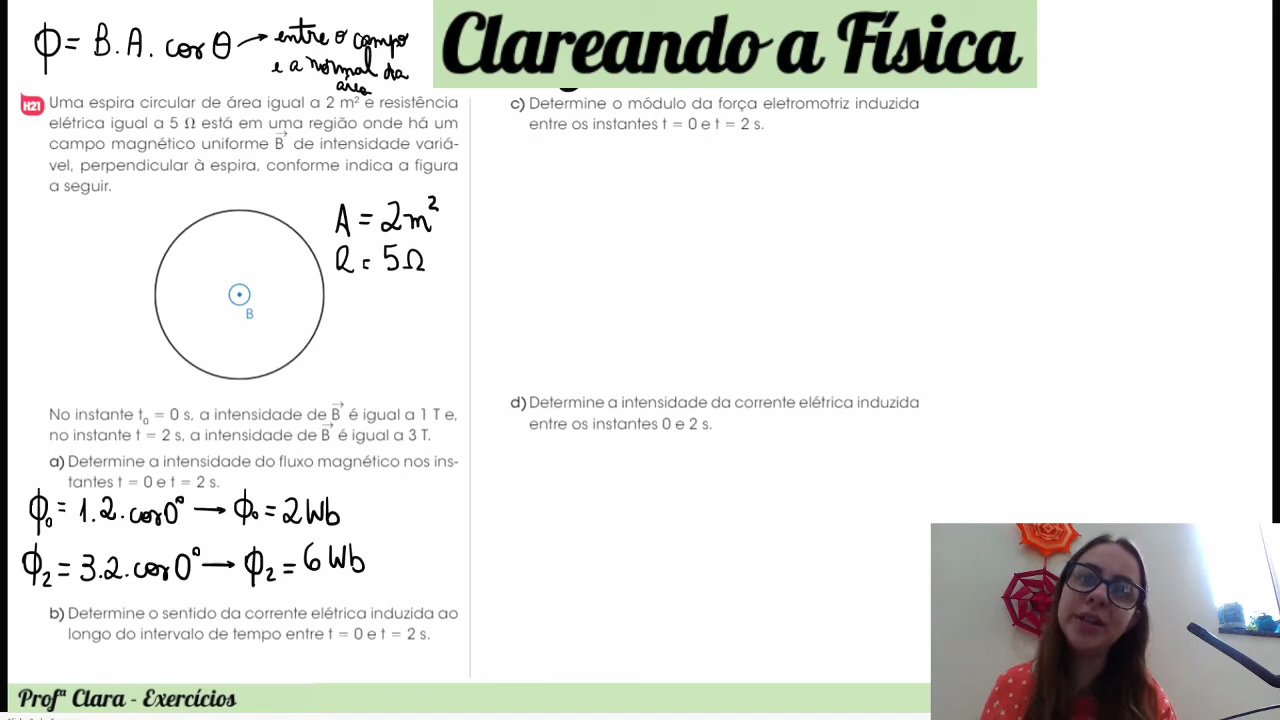 ϕ = B.A.cosθ → entre o campo
e a normal da
área
Clareando a Física
H21
Uma espira circular de área igual a 2 m² e resistência
elétrica igual a 5 Ω está em uma região onde há um
campo magnético uniforme B⃗ de intensidade variá-
vel, perpendicular à espira, conforme indica a figura
a seguir.
A = 2m²
R = 5Ω
B
No instante t₀ = 0 s, a intensidade de B⃗ é igual a 1 T e,
no instante t = 2 s, a intensidade de B⃗ é igual a 3 T.
a) Determine a intensidade do fluxo magnético nos ins-
tantes t = 0 e t = 2 s.
ϕ₀ = 1.2.cos0° → ϕ₀ = 2Wb
ϕ₂ = 3.2.cos0° → ϕ₂ = 6Wb
b) Determine o sentido da corrente elétrica induzida ao
longo do intervalo de tempo entre t = 0 e t = 2 s.
c) Determine o módulo da força eletromotriz induzida
entre os instantes t = 0 e t = 2 s.
d) Determine a intensidade da corrente elétrica induzida
entre os instantes 0 e 2 s.
Profª Clara - Exercícios